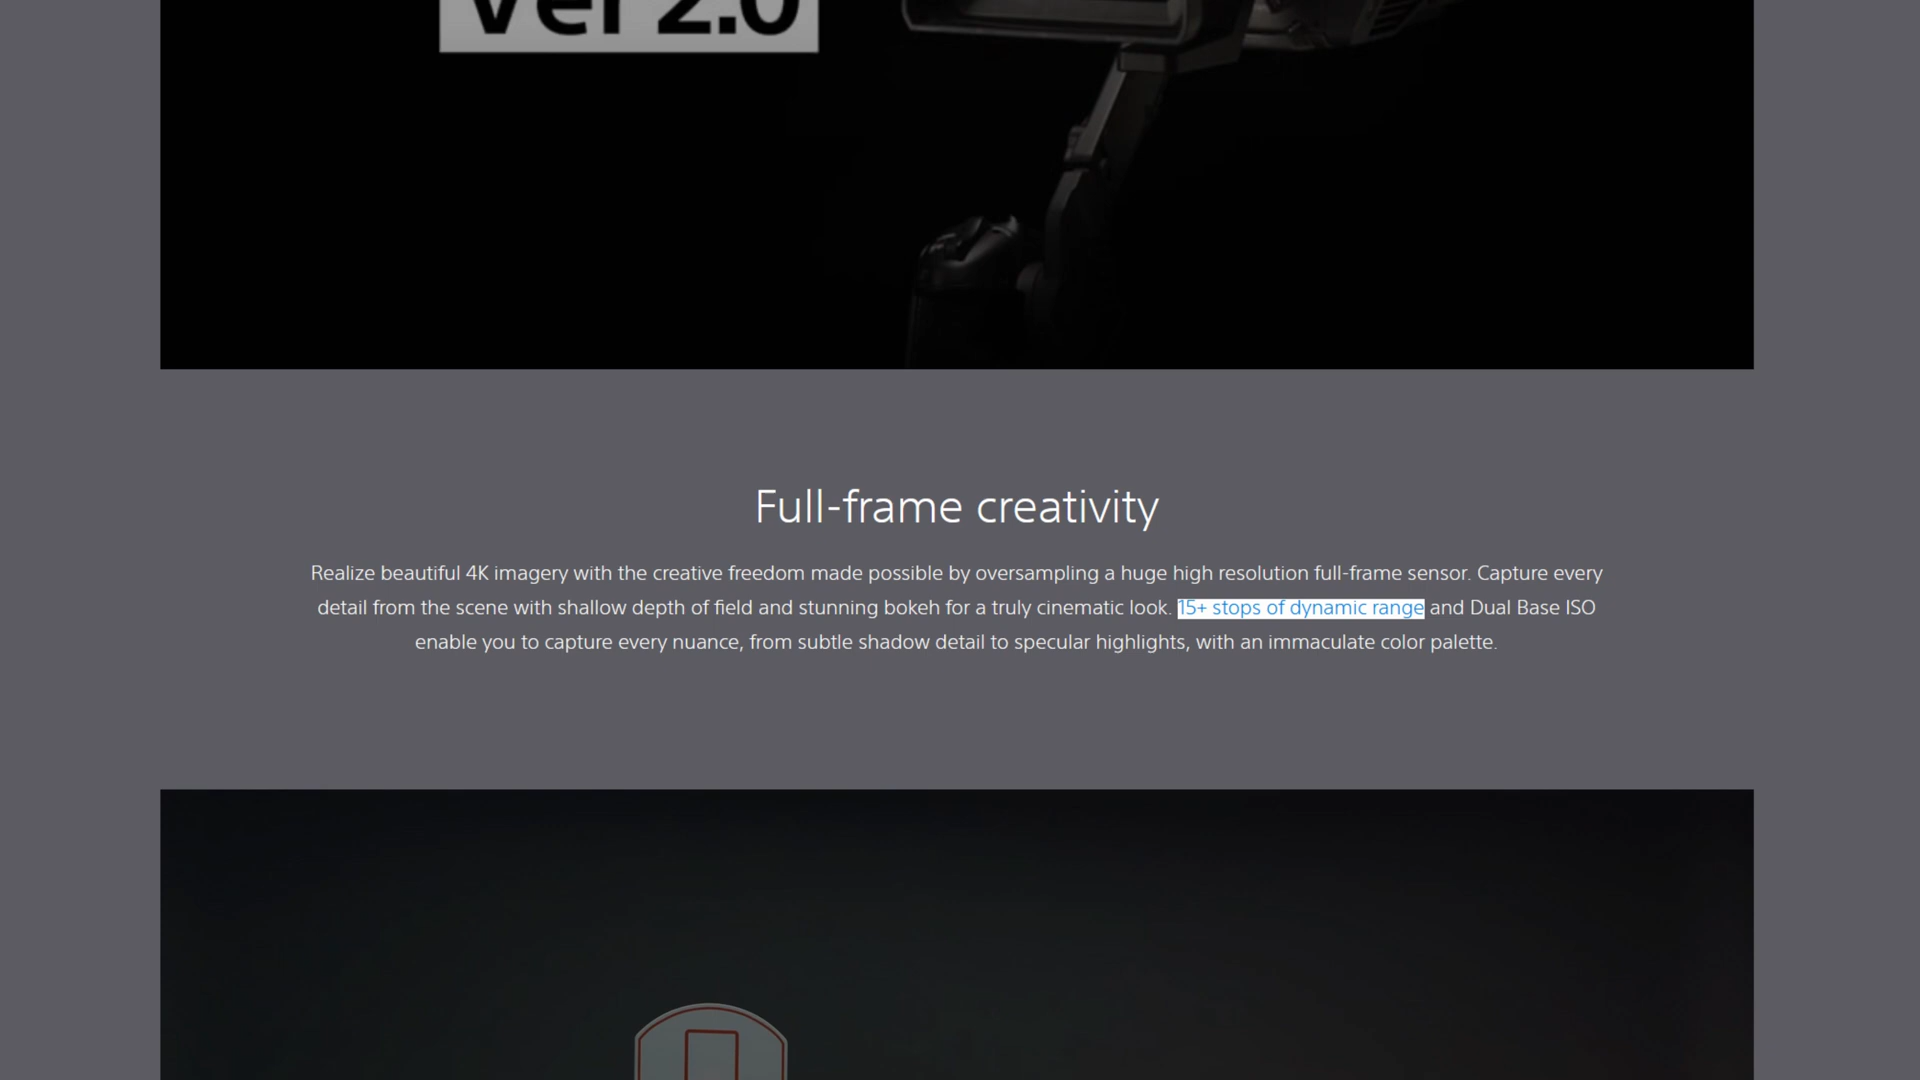 Ver 2.0
Full-frame creativity
Realize beautiful 4K imagery with the creative freedom made possible by oversampling a huge high resolution full-frame sensor. Capture every
detail from the scene with shallow depth of field and stunning bokeh for a truly cinematic look. 15+ stops of dynamic range and Dual Base ISO
enable you to capture every nuance, from subtle shadow detail to specular highlights, with an immaculate color palette.